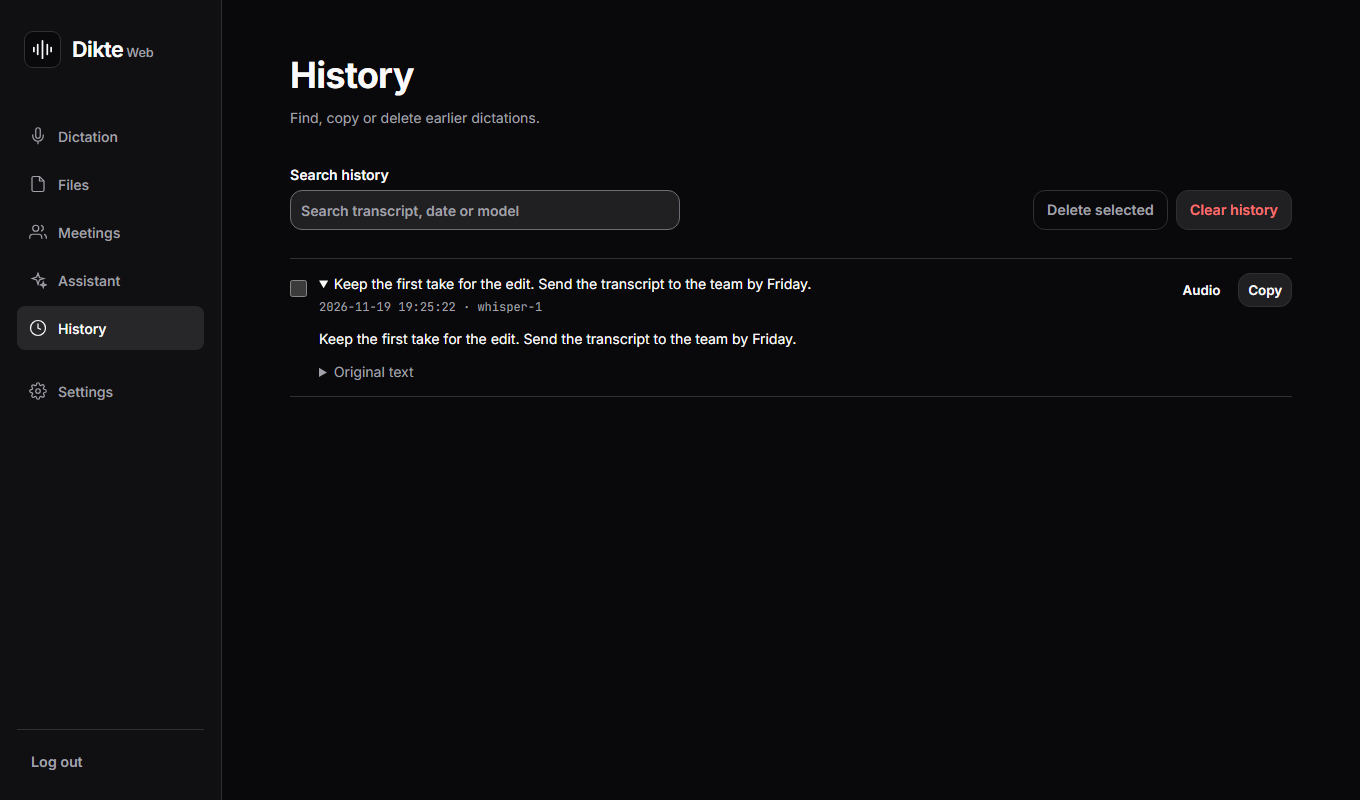 Dikte Web
Dictation
Files
Meetings
Assistant
History
Settings
Log out
History
Find, copy or delete earlier dictations.
Search history
Search transcript, date or model
Delete selected
Clear history
Keep the first take for the edit. Send the transcript to the team by Friday.
Audio
Copy
2026-11-19 19:25:22 · whisper-1
Keep the first take for the edit. Send the transcript to the team by Friday.
Original text